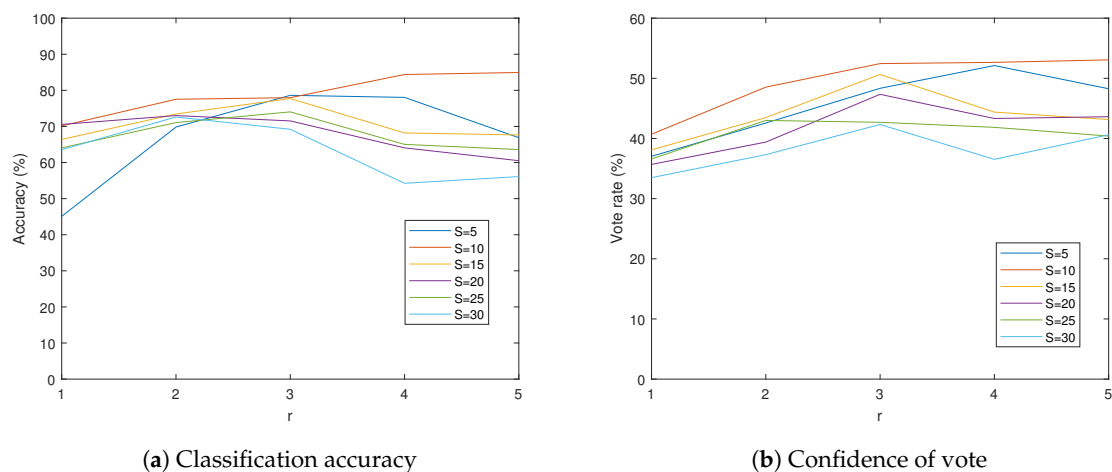 100
90
80
70
60
50
40
30
20
10
0
Accuracy (%)
S=5
S=10
S=15
S=20
S=25
S=30
1 2 3 4 5
r
(a) Classification accuracy
60
50
40
30
20
10
0
Vote rate (%)
S=5
S=10
S=15
S=20
S=25
S=30
1 2 3 4 5
r
(b) Confidence of vote